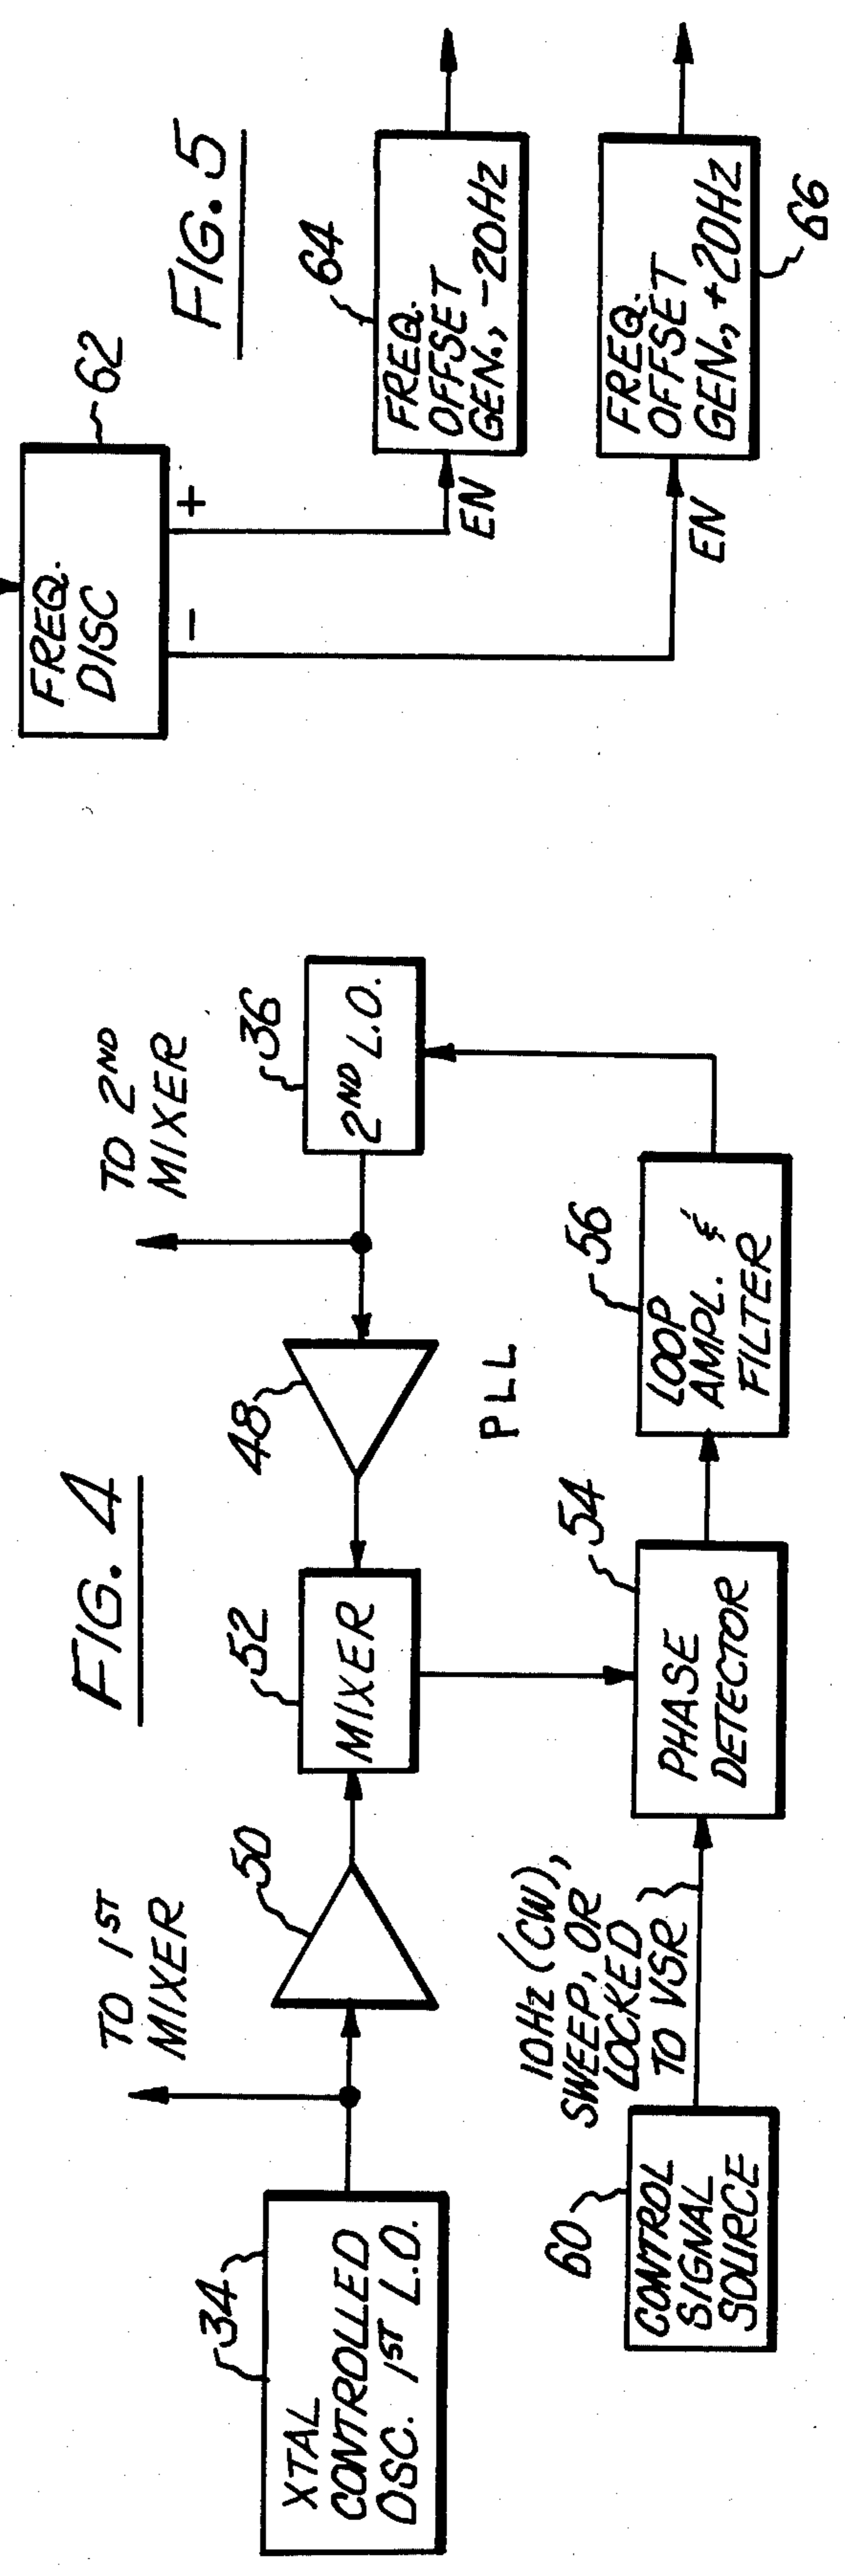 FIG. 4
TO 1ST
MIXER
TO 2ND
MIXER
34
XTAL
CONTROLLED
OSC. 1ST L.O.
50
52
MIXER
48
36
2ND L.O.
PLL
10HZ (CW),
SWEEP, OR
LOCKED
TO VSR
60
CONTROL
SIGNAL
SOURCE
54
PHASE
DETECTOR
56
LOOP
AMPL. &
FILTER
FIG. 5
62
FREQ.
DISC
-
+
EN
64
FREQ.
OFFSET
GEN., -20HZ
EN
66
FREQ.
OFFSET
GEN., +20HZ